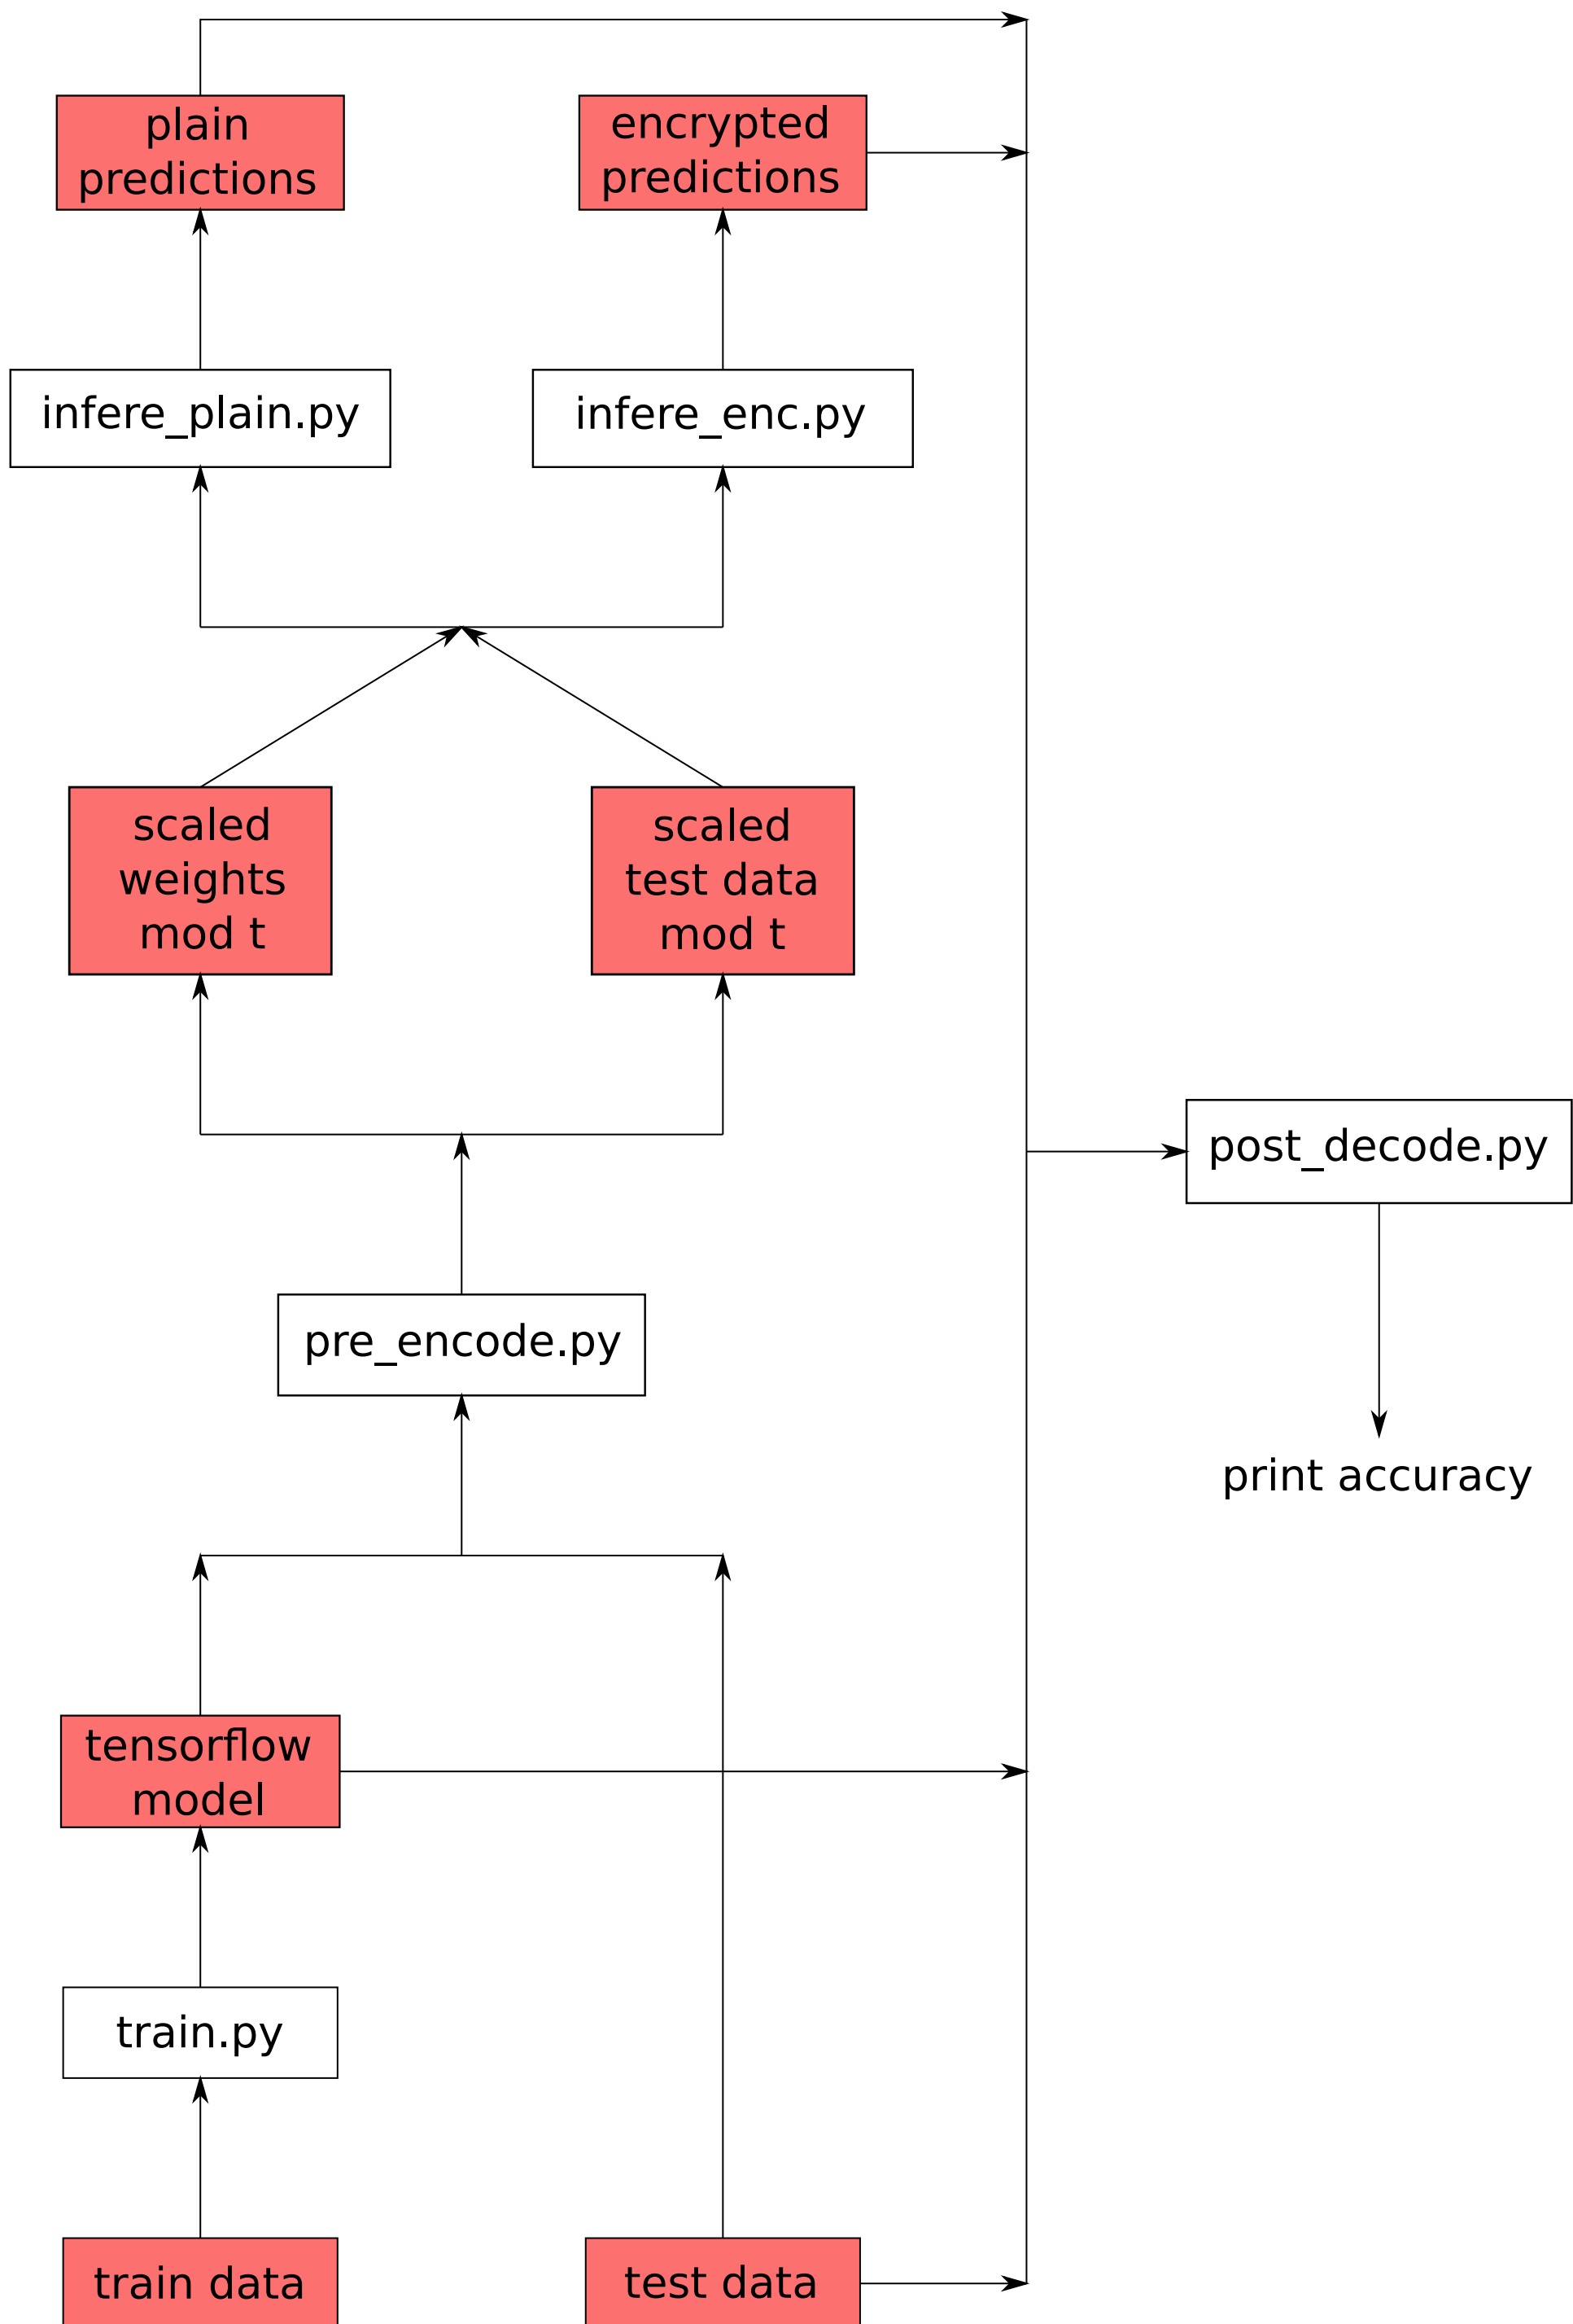 plain
predictions
encrypted
predictions
infere_plain.py
infere_enc.py
scaled
weights
mod t
scaled
test data
mod t
post_decode.py
pre_encode.py
print accuracy
tensorflow
model
train.py
train data
test data